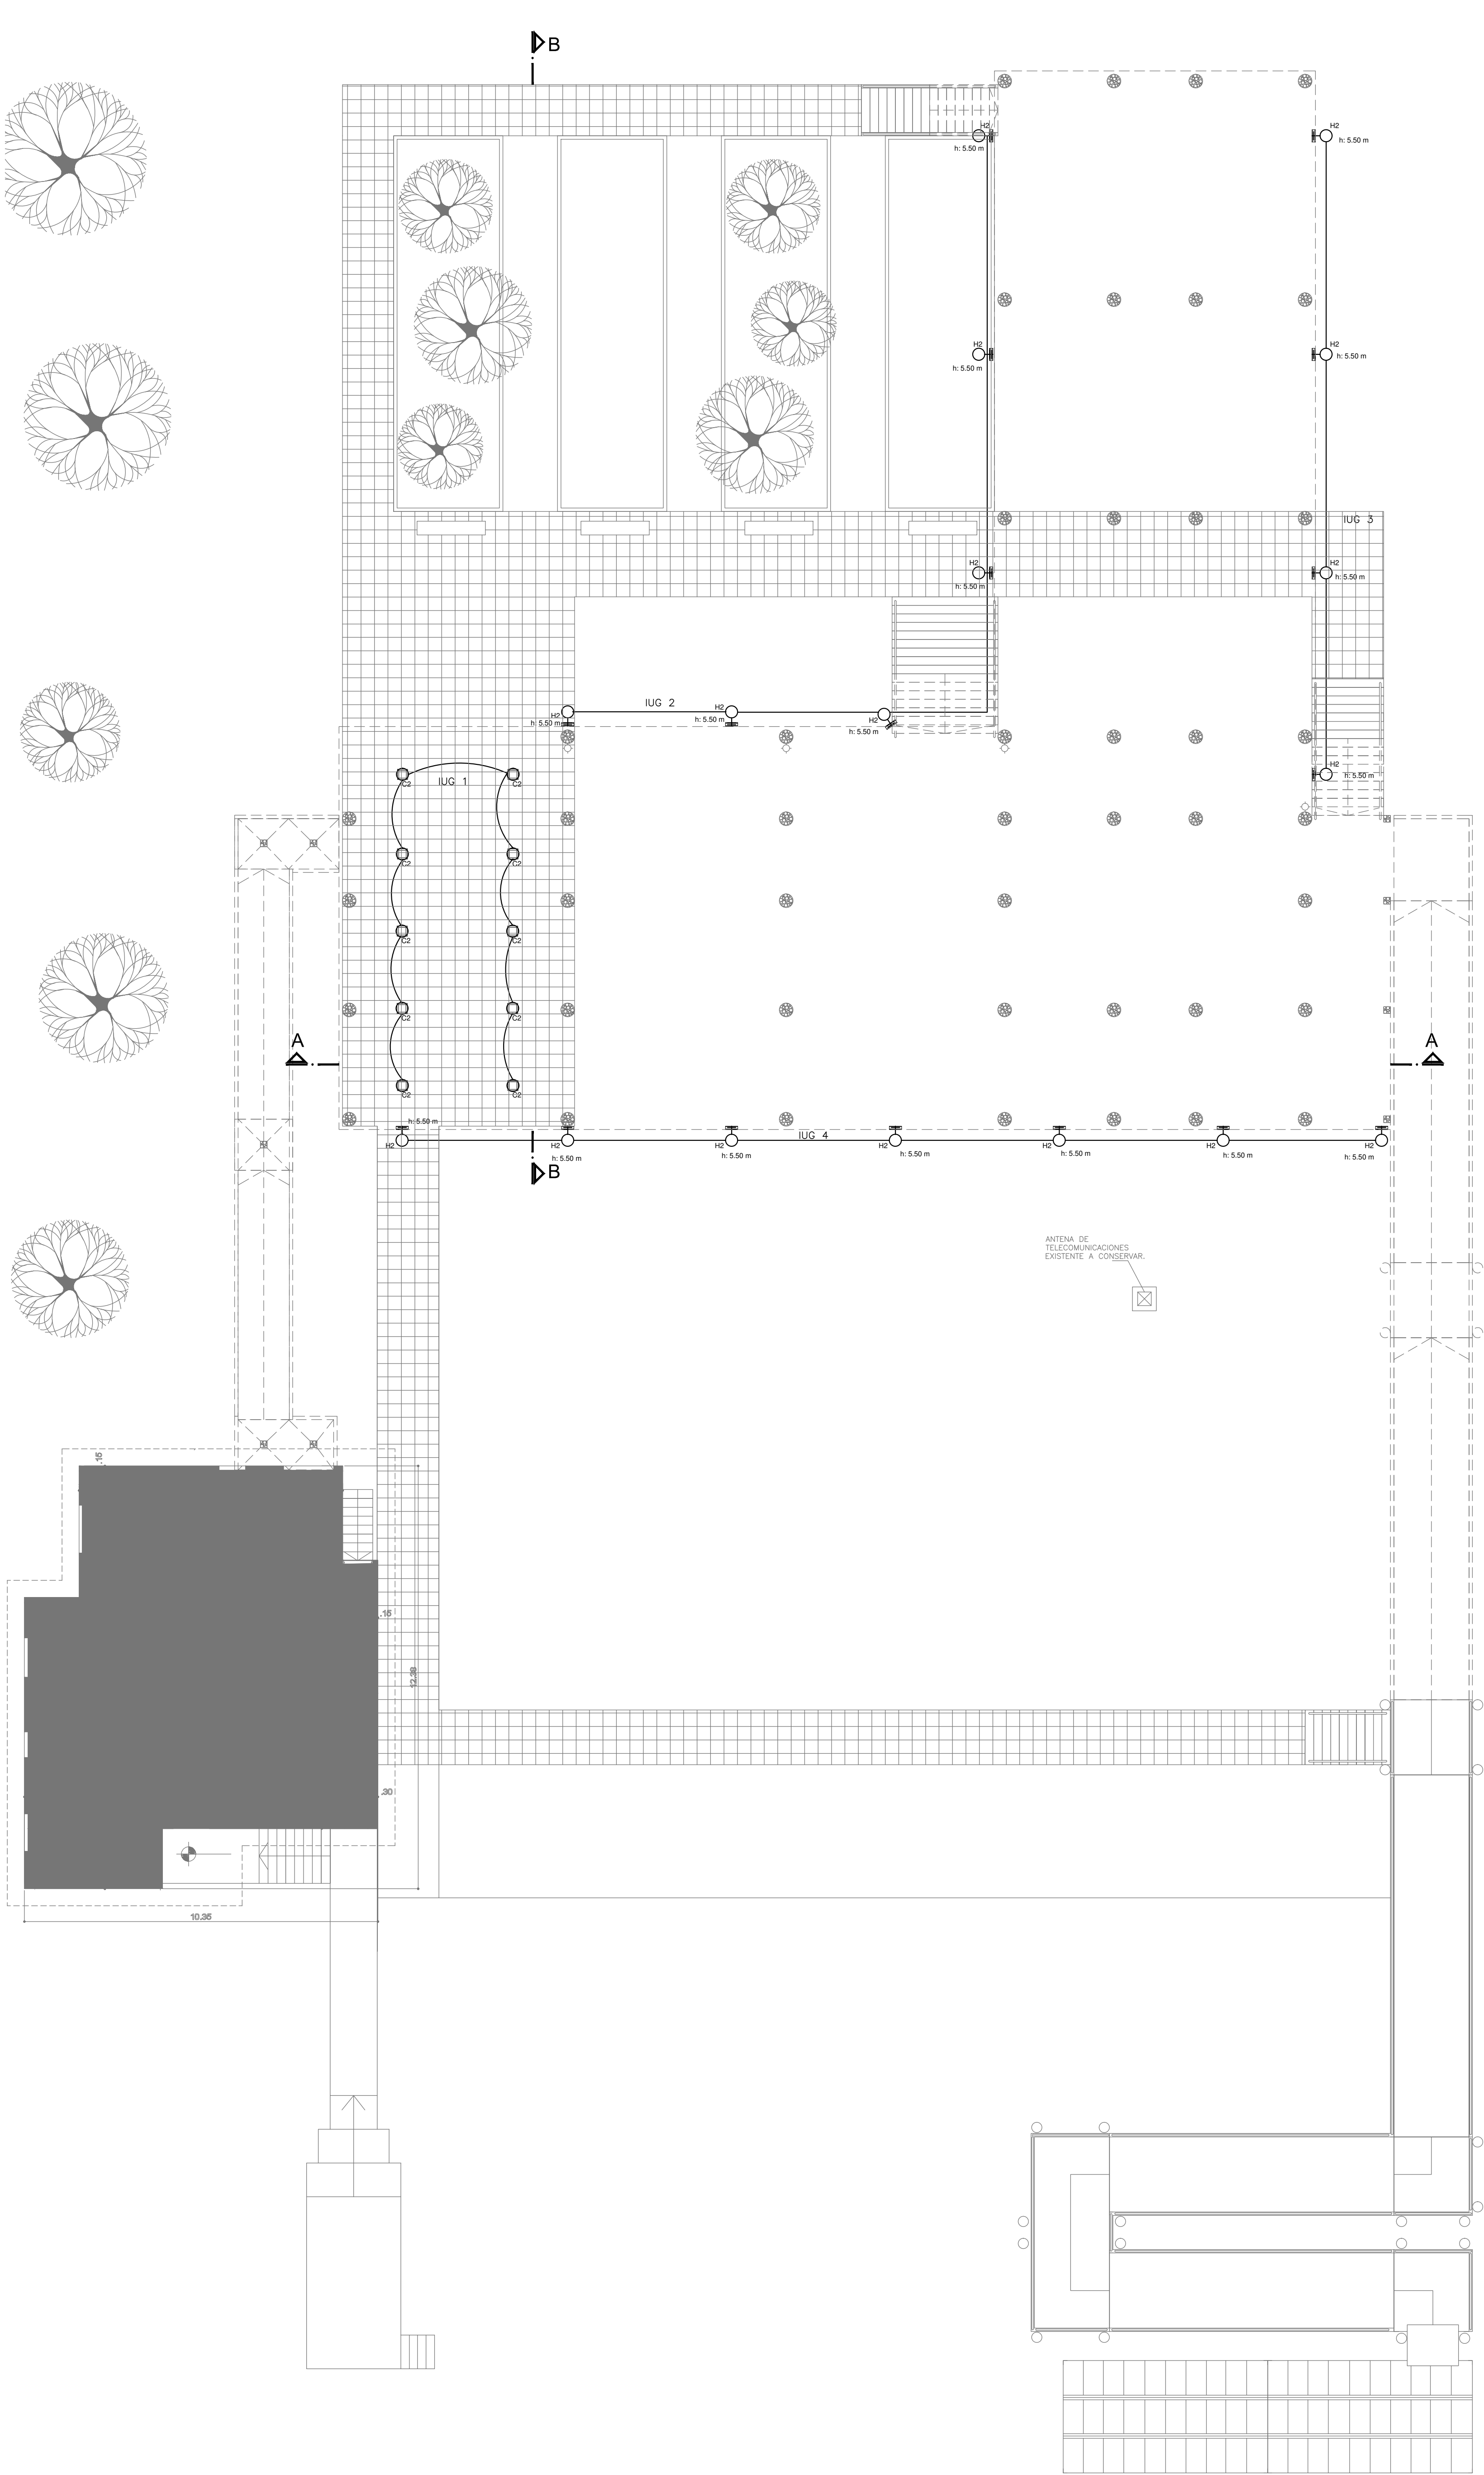 B
H2
h: 5.50 m
H2
h: 5.50 m
H2
h: 5.50 m
H2
h: 5.50 m
IUG 3
H2
h: 5.50 m
H2
h: 5.50 m
IUG 2
H2
h: 5.50 m
H2
h: 5.50 m
H2
h: 5.50 m
H2
h: 5.50 m
IUG 1
C2
C2
C2
C2
C2
C2
C2
C2
C2
C2
A
A
h: 5.50 m
H2
IUG 4
H2
h: 5.50 m
H2
h: 5.50 m
H2
h: 5.50 m
H2
h: 5.50 m
H2
h: 5.50 m
H2
h: 5.50 m
B
ANTENA DE
TELECOMUNICACIONES
EXISTENTE A CONSERVAR.
.15
.15
12.39
.30
10.35